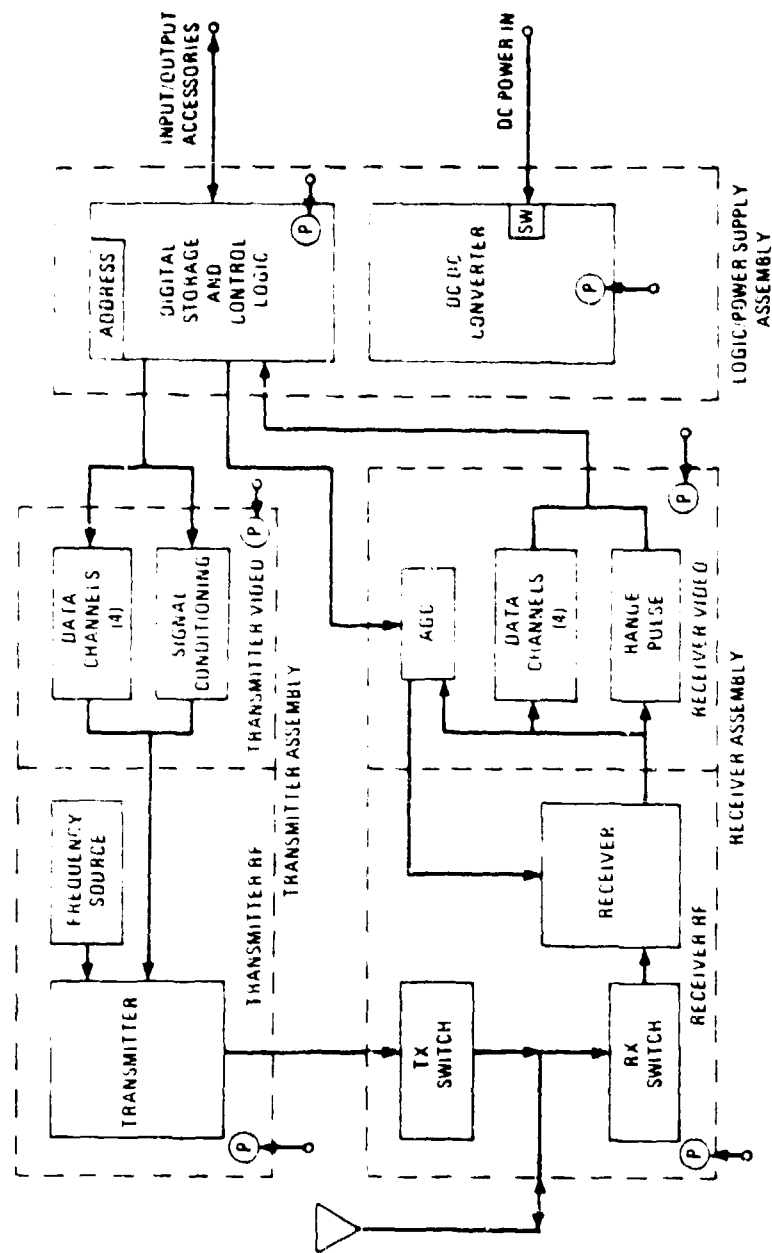 INPUT/OUTPUT
ACCESSORIES
DC POWER IN
ADDRESS
DIGITAL
STORAGE
AND
CONTROL
LOGIC
P
DC DC
CONVERTER
SW
P
LOGIC/POWER SUPPLY
ASSEMBLY
DATA
CHANNELS
(4)
SIGNAL
CONDITIONING
P
TRANSMITTER VIDEO
TRANSMITTER ASSEMBLY
FREQUENCY
SOURCE
TRANSMITTER
TRANSMITTER RF
P
AGC
DATA
CHANNELS
(4)
RANGE
PULSE
P
RECEIVER VIDEO
RECEIVER ASSEMBLY
RECEIVER
RECEIVER RF
TX
SWITCH
RX
SWITCH
P